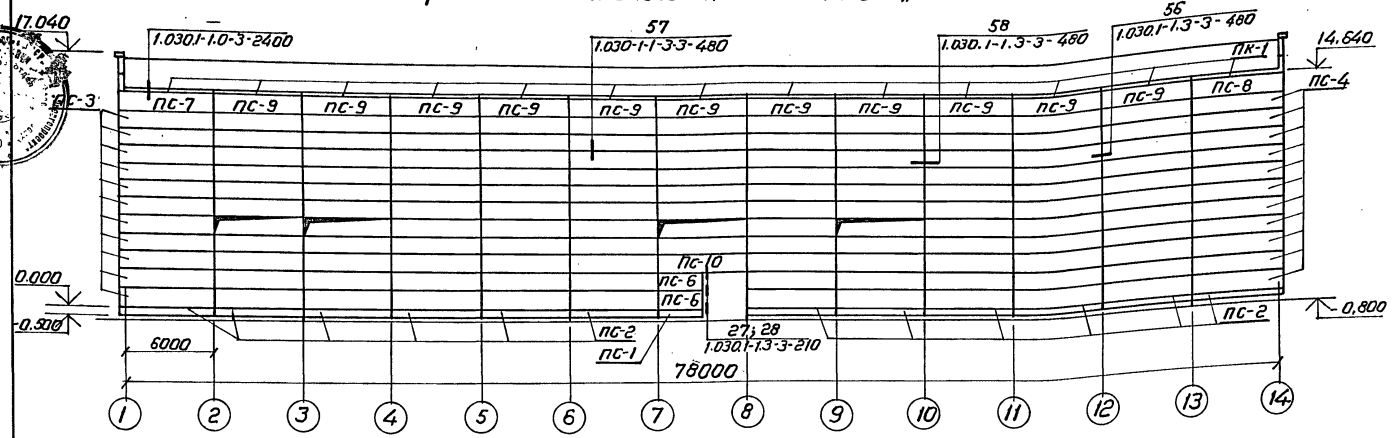 17.040
57
58
56
1.030.1-1.0-3-2400
1.030-1-1-3-3-480
1.030.1-1.3-3-480
1.030.1-1.3-3-480
пк-1
14.640
пс-3
пс-7
пс-9
пс-9
пс-9
пс-9
пс-9
пс-9
пс-9
пс-9
пс-9
пс-9
пс-9
пс-8
пс-4
0.000
-0.500
пс-10
пс-6
пс-6
пс-2
пс-1
27; 28
1.030.1-1.3-3-210
пс-2
-0,800
6000
78000
1
2
3
4
5
6
7
8
9
10
11
12
13
14